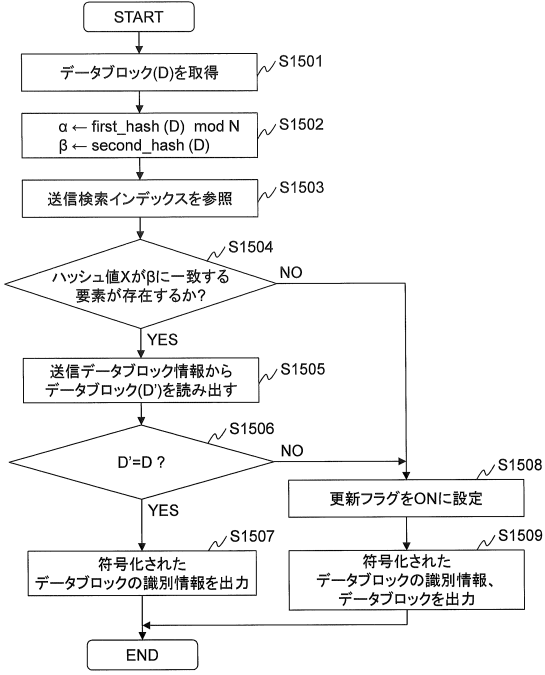 START
データブロック(D)を取得
S1501
α ← first_hash (D) mod N
β ← second_hash (D)
S1502
送信検索インデックスを参照
S1503
S1504
ハッシュ値Xがβに一致する
要素が存在するか?
NO
YES
送信データブロック情報から
データブロック(D')を読み出す
S1505
S1506
D'=D ?
NO
YES
S1508
更新フラグをONに設定
S1507
符号化された
データブロックの識別情報を出力
S1509
符号化された
データブロックの識別情報、
データブロックを出力
END